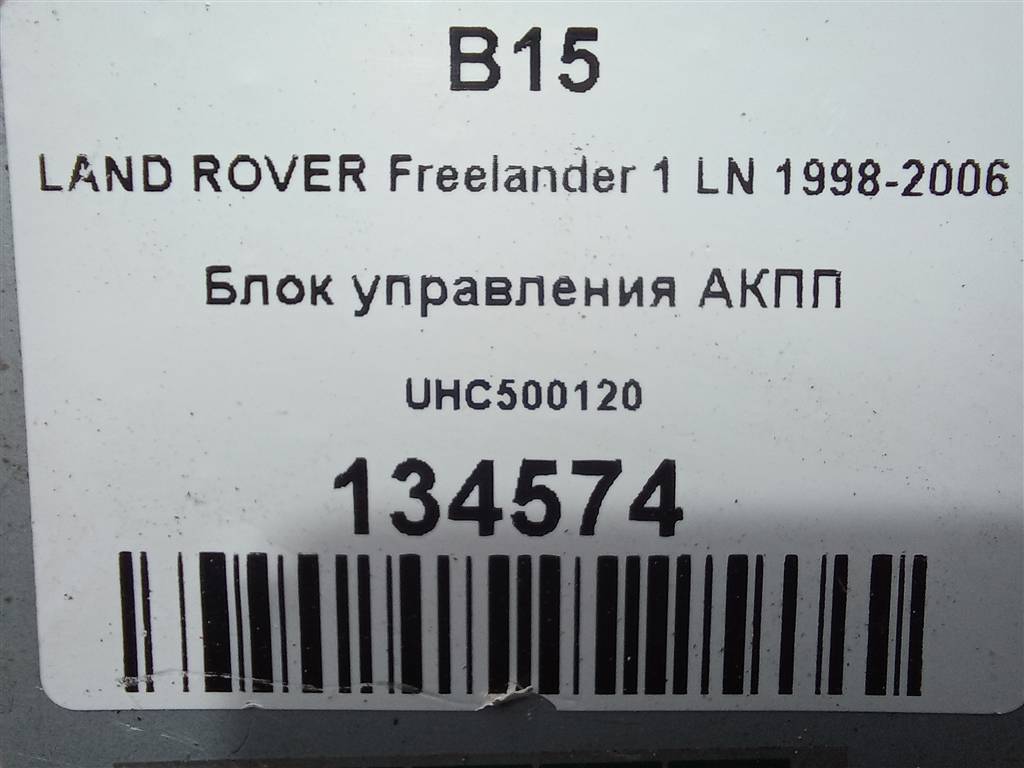 B15
LAND ROVER Freelander 1 LN 1998-2006
Блок управления АКПП
UHC500120
134574